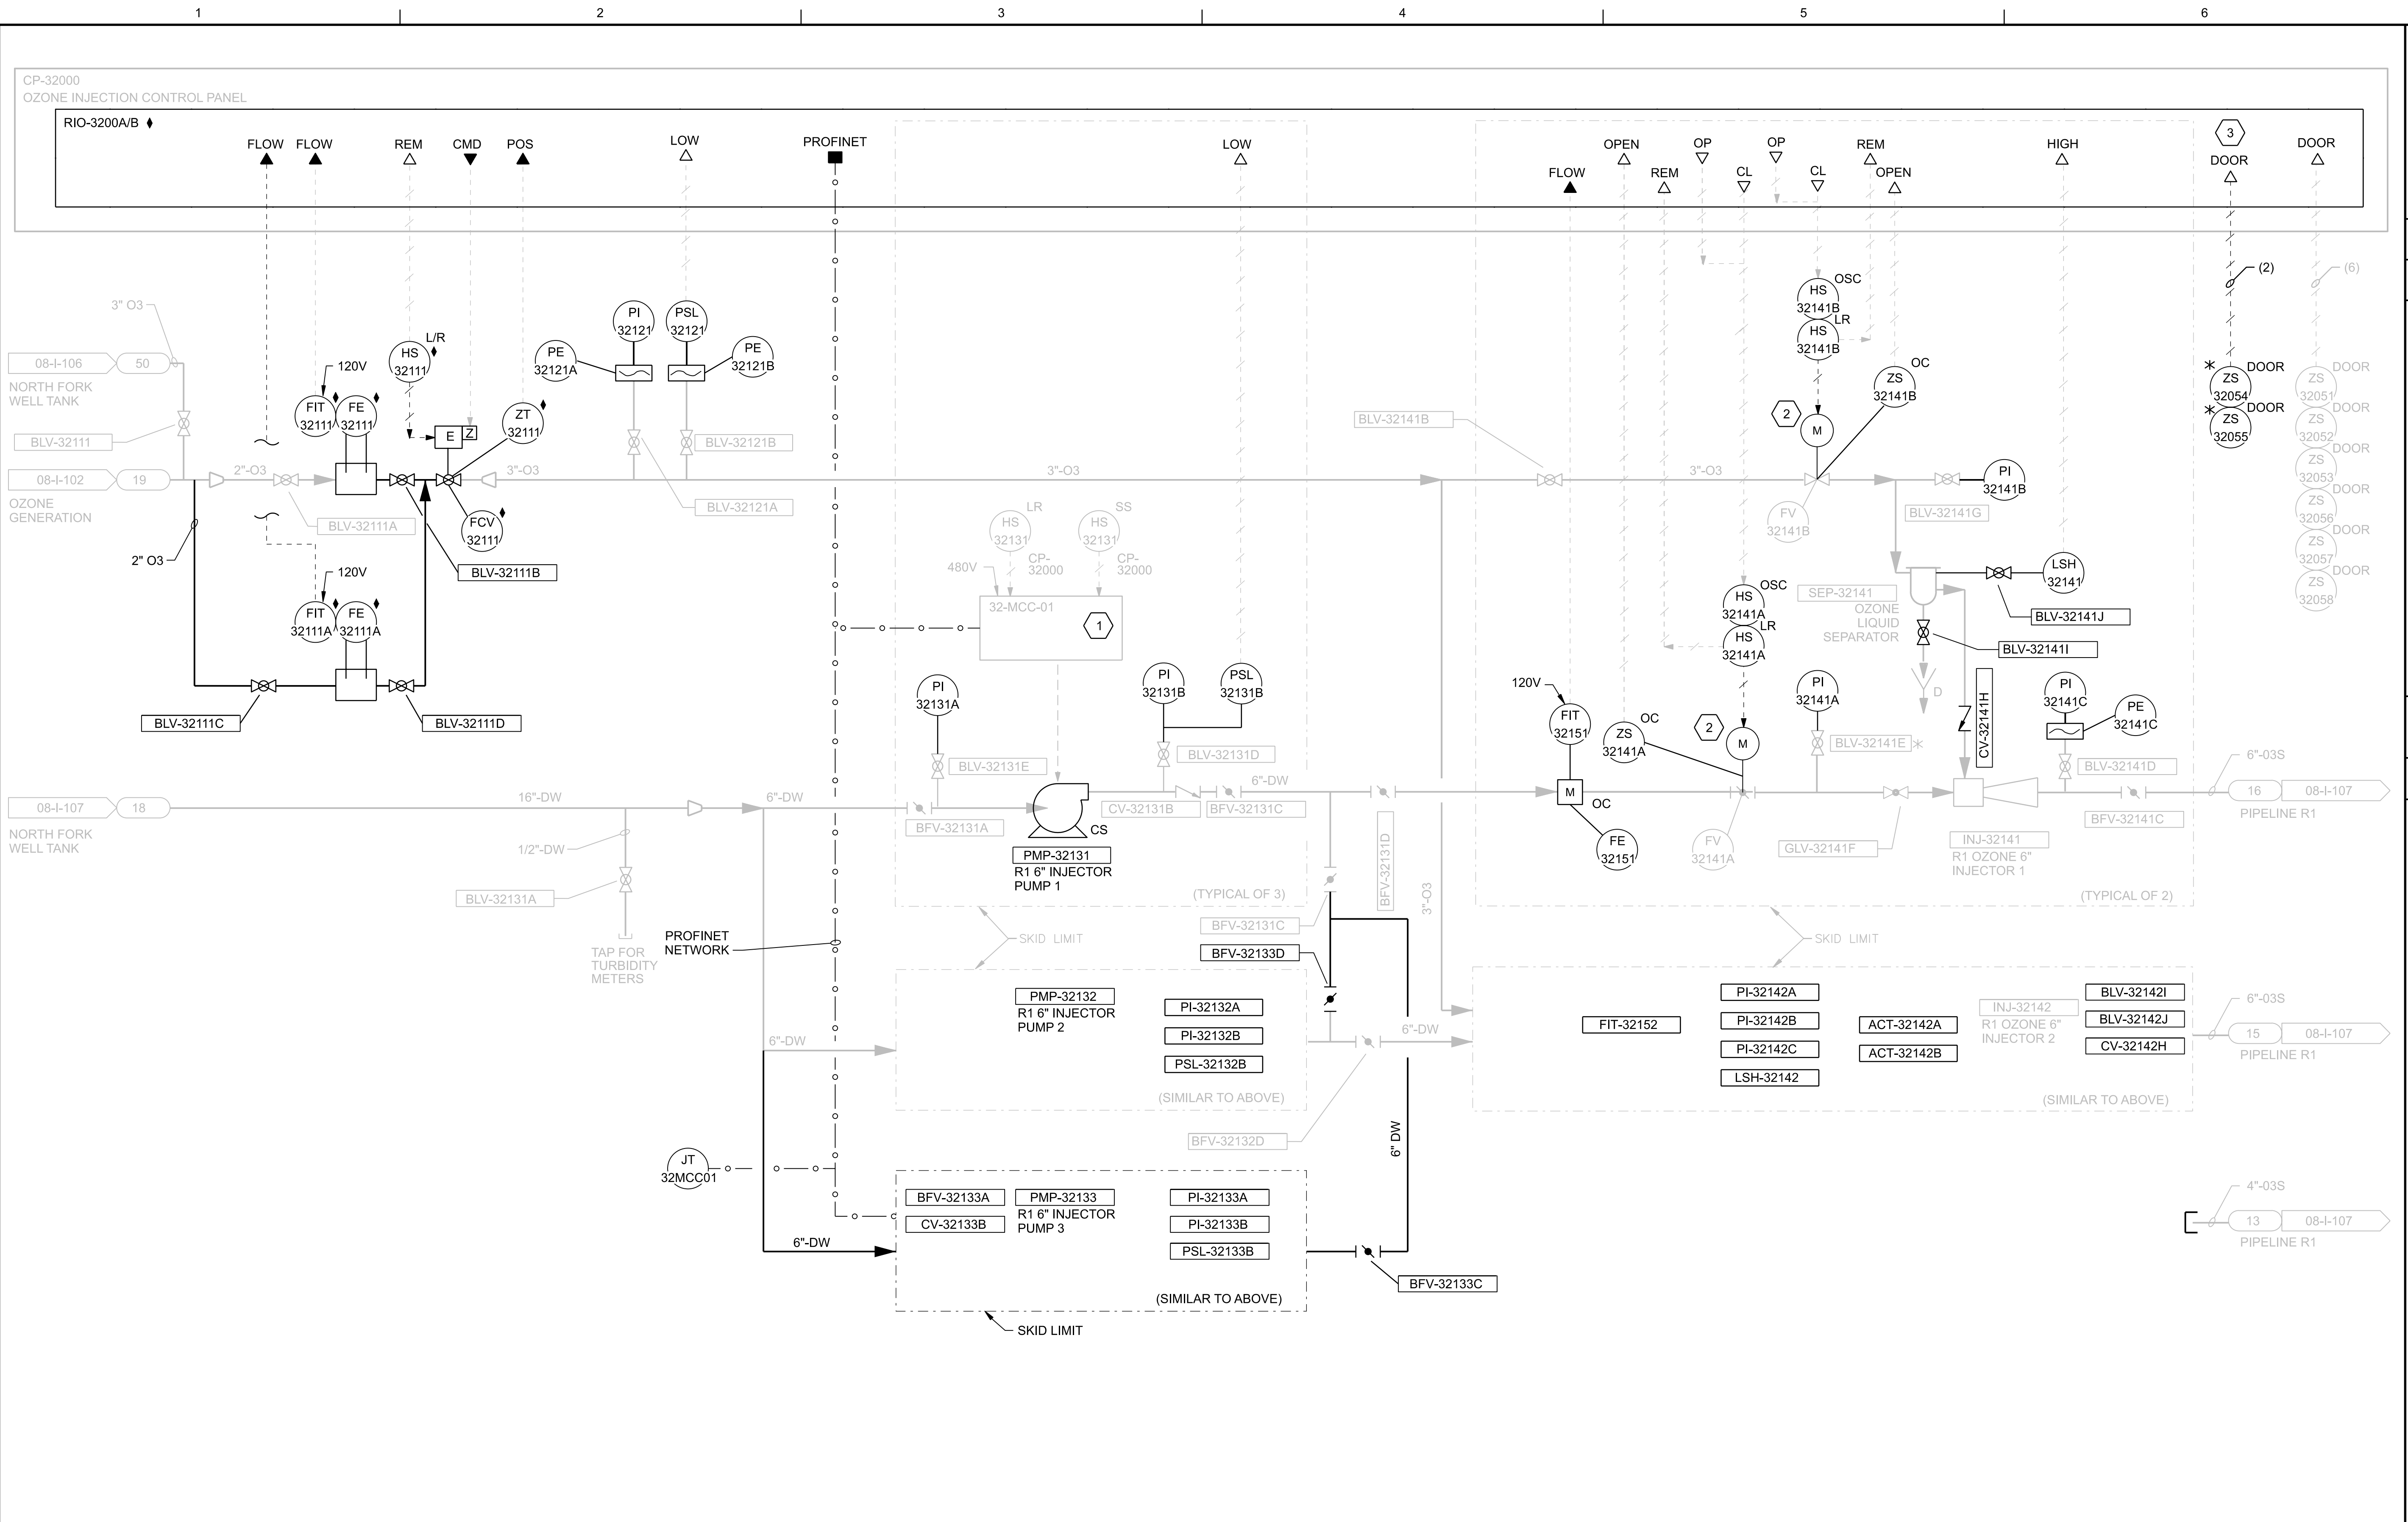 1
2
3
4
5
6
CP-32000
OZONE INJECTION CONTROL PANEL
RIO-3200A/B
FLOW
FLOW
REM
CMD
POS
LOW
PROFINET
LOW
FLOW
OPEN
REM
OP
CL
OP
CL
REM
OPEN
HIGH
3
DOOR
DOOR
3" O3
08-I-106
50
NORTH FORK
WELL TANK
BLV-32111
08-I-102
19
OZONE
GENERATION
2"-O3
BLV-32111A
2" O3
120V
FIT
32111
FE
32111
L/R
HS
32111
E
Z
ZT
32111
3"-O3
FCV
32111
BLV-32111B
120V
FIT
32111A
FE
32111A
BLV-32111C
BLV-32111D
PE
32121A
PI
32121
PSL
32121
PE
32121B
BLV-32121B
BLV-32121A
3"-O3
HS
32131
LR
CP-
32000
HS
32131
SS
CP-
32000
480V
32-MCC-01
1
PI
32131A
PI
32131B
PSL
32131B
BLV-32131E
BLV-32131D
BFV-32131A
CS
CV-32131B
BFV-32131C
6"-DW
PMP-32131
R1 6" INJECTOR
PUMP 1
(TYPICAL OF 3)
08-I-107
18
NORTH FORK
WELL TANK
16"-DW
6"-DW
1/2"-DW
BLV-32131A
TAP FOR
TURBIDITY
METERS
PROFINET
NETWORK
SKID LIMIT
BFV-32131D
3"-O3
BFV-32131C
BFV-32133D
BLV-32141B
3"-O3
OSC
HS
32141B
LR
HS
32141B
2
M
OC
ZS
32141B
FV
32141B
PI
32141B
BLV-32141G
LSH
32141
SEP-32141
OZONE
LIQUID
SEPARATOR
BLV-32141J
BLV-32141I
D
CV-32141H
OSC
HS
32141A
LR
HS
32141A
120V
FIT
32151
OC
ZS
32141A
2
M
PI
32141A
BLV-32141E
PI
32141C
PE
32141C
BLV-32141D
M
OC
FE
32151
FV
32141A
GLV-32141F
INJ-32141
R1 OZONE 6"
INJECTOR 1
BFV-32141C
(TYPICAL OF 2)
SKID LIMIT
6"-03S
16
08-I-107
PIPELINE R1
(2)
(6)
DOOR
ZS
32054
DOOR
ZS
32055
DOOR
ZS
32051
DOOR
ZS
32052
DOOR
ZS
32053
DOOR
ZS
32056
DOOR
ZS
32057
DOOR
ZS
32058
6"-DW
PMP-32132
R1 6" INJECTOR
PUMP 2
PI-32132A
PI-32132B
PSL-32132B
(SIMILAR TO ABOVE)
6"-DW
BFV-32132D
6" DW
FIT-32152
PI-32142A
PI-32142B
PI-32142C
LSH-32142
ACT-32142A
ACT-32142B
INJ-32142
R1 OZONE 6"
INJECTOR 2
BLV-32142I
BLV-32142J
CV-32142H
(SIMILAR TO ABOVE)
6"-03S
15
08-I-107
PIPELINE R1
JT
32MCC01
6"-DW
BFV-32133A
CV-32133B
PMP-32133
R1 6" INJECTOR
PUMP 3
PI-32133A
PI-32133B
PSL-32133B
(SIMILAR TO ABOVE)
SKID LIMIT
BFV-32133C
4"-03S
13
08-I-107
PIPELINE R1